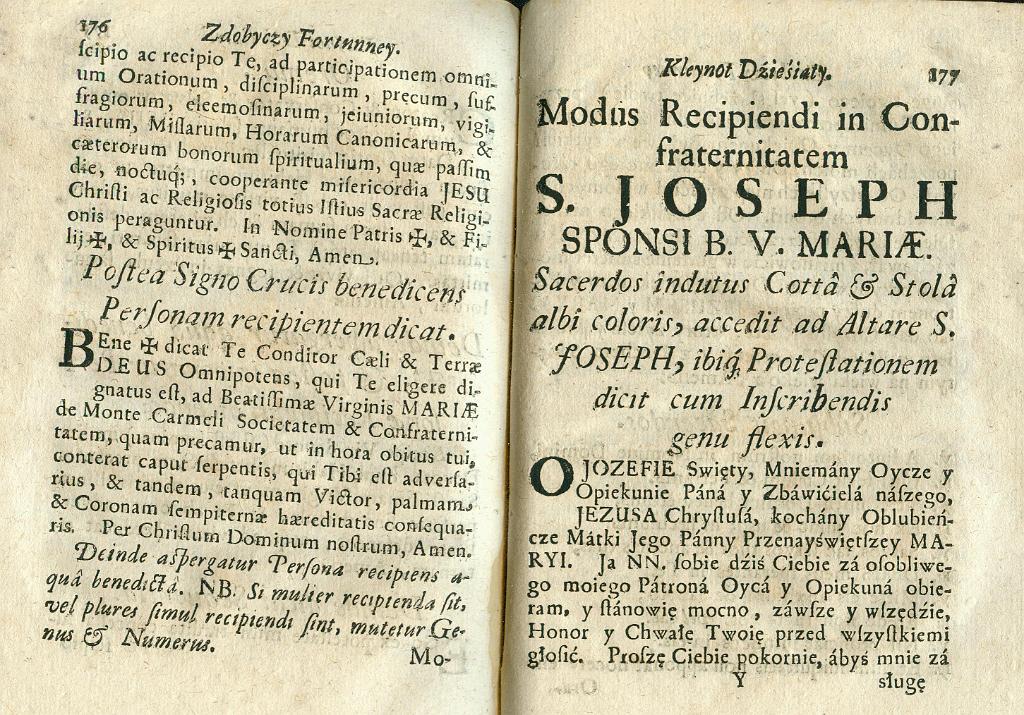 176
Zdobyczy Fortunney.
ſcipio ac recipio Te, ad participationem omni-
um Orationum, diſciplinarum, precum, ſuf-
fragiorum, eleemoſinarum, jeiuniorum, vigi-
liarum, Miſſarum, Horarum Canonicarum, &
cæterorum bonorum ſpiritualium, quæ paſſim
die, noctuq;, cooperante miſericordia JESU
Chriſti ac Religioſis totius Iſtius Sacræ Religi-
onis peraguntur. In Nomine Patris ✠, & Fi-
lij ✠, & Spiritus ✠ Sancti, Amen.
Poſtea Signo Crucis benedicens
Perſonam recipientem dicat.
BEne ✠ dicat Te Conditor Cæli & Terræ
DEUS Omnipotens, qui Te eligere di-
gnatus eſt, ad Beatiſſimæ Virginis MARIÆ
de Monte Carmeli Societatem & Confraterni-
tatem, quam precamur, ut in hora obitus tui,
conterat caput ſerpentis, qui Tibi eſt adverſa-
rius, & tandem, tanquam Victor, palmam
& Coronam ſempiternæ hæreditatis conſequa-
ris. Per Chriſtum Dominum noſtrum, Amen.
Deinde aſpergatur Perſona recipiens a-
quâ benedictâ. NB. Si mulier recipienda ſit,
vel plures ſimul recipiendi ſint, mutetur Ge-
nus & Numerus.
Mo-
Kleynot Dźieśiąty.
177
Modus Recipiendi in Con-
fraternitatem
S. JOSEPH
SPONSI B. V. MARIÆ.
Sacerdos indutus Cottâ & Stolâ
albi coloris, accedit ad Altare S.
JOSEPH, ibiq́ Proteſtationem
dicit cum Inſcribendis
genu flexis.
O JOZEFIE Swięty, Mniemány Oycze y
Opiekunie Páná y Zbáwićielá náſzego,
JEZUSA Chryſtuſá, kochány Oblubień-
cze Mátki Jego Pánny Przenayświętſzey MA-
RYI. Ja NN. ſobie dźiś Ciebie zá oſobliwe-
go moiego Pátroná Oycá y Opiekuná obie-
ram, y ſtánowię mocno, záwſze y wſzędzie,
Honor y Chwałę Twoię przed wſzyſtkiemi
głoſić. Proſzę Ciebie pokornie, ábyś mnie zá
Y
sługę